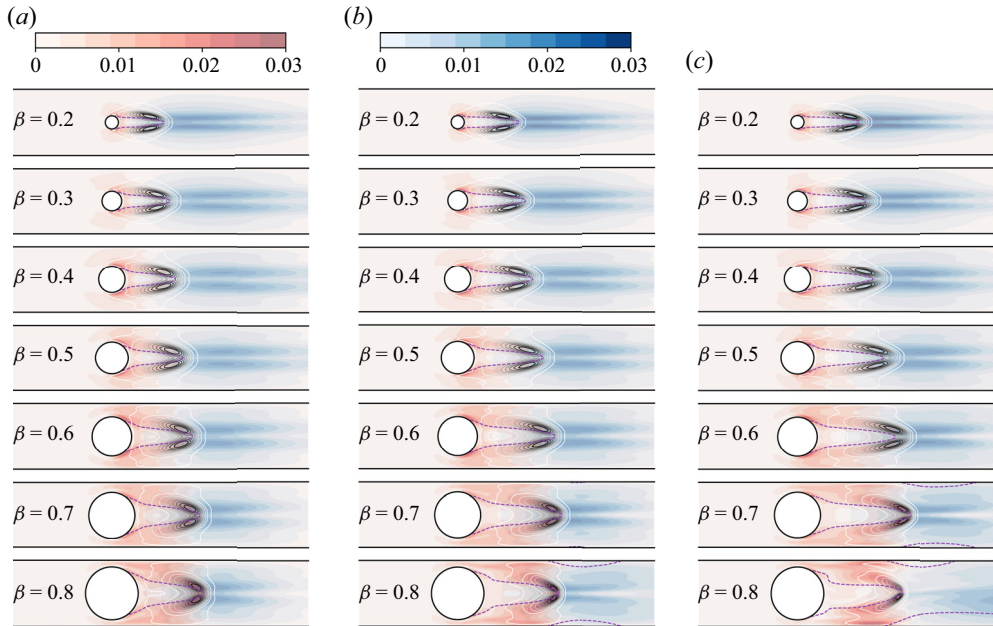 (a)
(b)
0 0.01 0.02 0.03
0 0.01 0.02 0.03
(c)
β = 0.2
β = 0.2
0.2
β = 0.3
β = 0.3
0.3
β = 0.4
β = 0.4
0.4
β = 0.5
β = 0.5
β = 0.5
β = 0.6
β = 0.6
β = 0.6
β = 0.7
β = 0.7
0.7
β = 0.8
β = 0.8
0.8